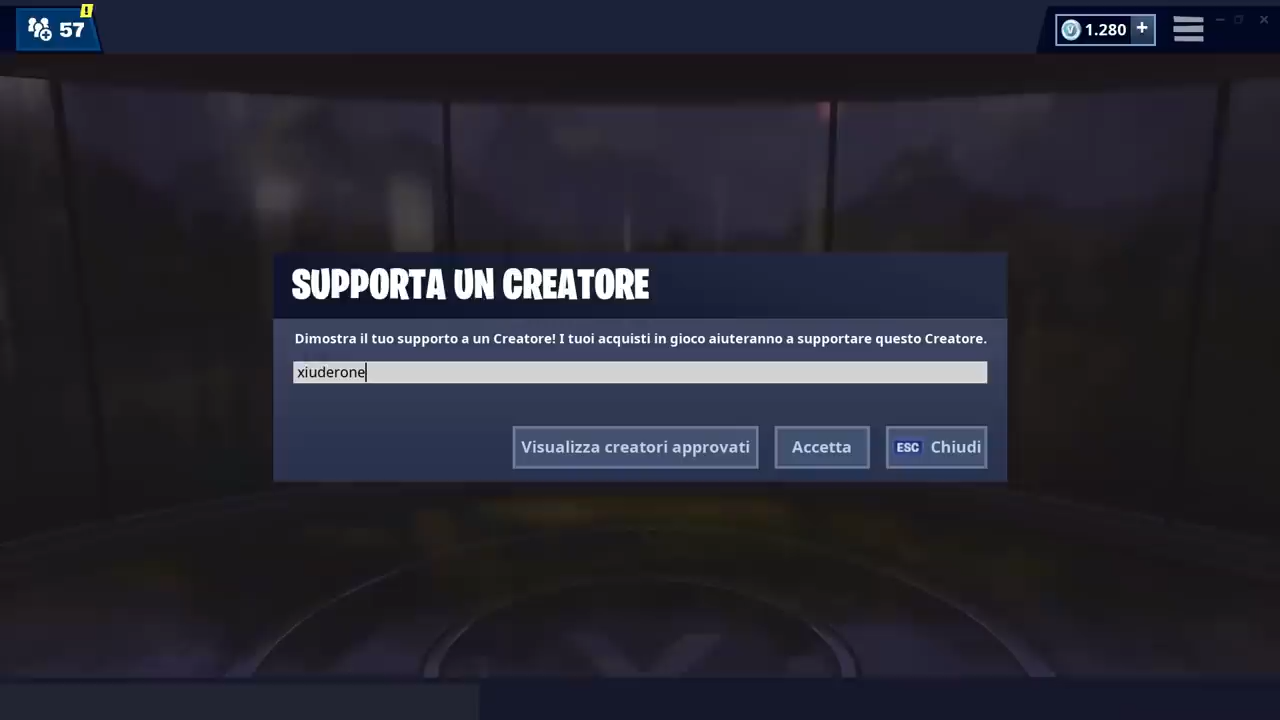 57
!
1.280 +
SUPPORTA UN CREATORE
Dimostra il tuo supporto a un Creatore! I tuoi acquisti in gioco aiuteranno a supportare questo Creatore.
xiuderone
Visualizza creatori approvati
Accetta
ESC Chiudi